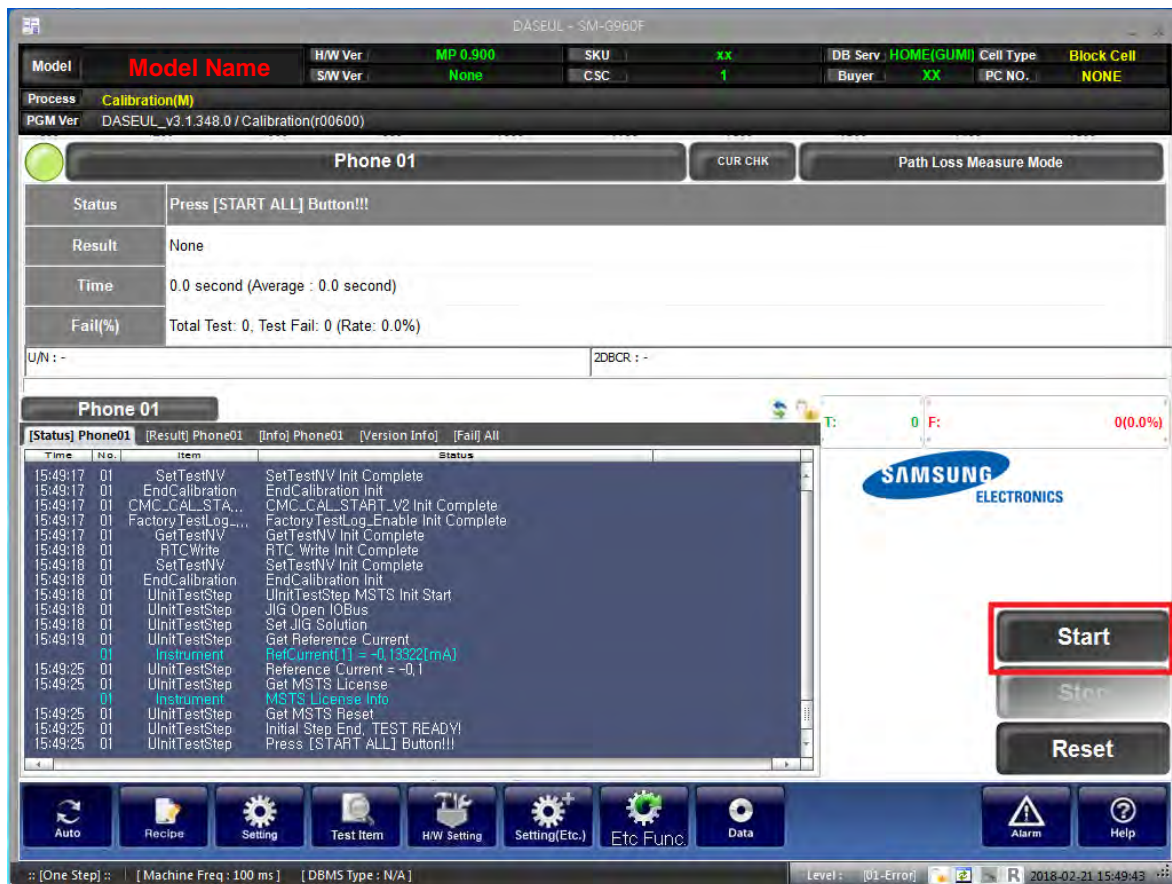 DASEUL - SM-G960F
Model Model Name H/W Ver MP 0.900 SKU xx DB Serv HOME(GUMI) Cell Type Block Cell
S/W Ver None CSC 1 Buyer XX PC NO. NONE
Process Calibration(M)
PGM Ver DASEUL_v3.1.348.0 / Calibration(r00600)
Phone 01 CUR CHK Path Loss Measure Mode
Status Press [START ALL] Button!!!
Result None
Time 0.0 second (Average : 0.0 second)
Fail(%) Total Test: 0, Test Fail: 0 (Rate: 0.0%)
U/N : - 2DBCR : -
Phone 01
T: 0 F: 0(0.0%)
[Status] Phone01 [Result] Phone01 [Info] Phone01 [Version Info] [Fail] All
Time No. Item Status
15:49:17 01 SetTestNV SetTestNV Init Complete
15:49:17 01 EndCalibration EndCalibration Init
15:49:17 01 CMC_CAL_STA... CMC_CAL_START_V2 Init Complete
15:49:17 01 FactoryTestLog_... FactoryTestLog_Enable Init Complete
15:49:17 01 GetTestNV GetTestNV Init Complete
15:49:18 01 RTCWrite RTC Write Init Complete
15:49:18 01 SetTestNV SetTestNV Init Complete
15:49:18 01 EndCalibration EndCalibration Init
15:49:18 01 UInitTestStep UInitTestStep MSTS Init Start
15:49:18 01 UInitTestStep JIG Open IOBus
15:49:18 01 UInitTestStep Set JIG Solution
15:49:19 01 UInitTestStep Get Reference Current
01 Instrument RefCurrent[1] = -0.13322[mA]
15:49:25 01 UInitTestStep Reference Current = -0.1
15:49:25 01 UInitTestStep Get MSTS License
01 Instrument MSTS License Info
15:49:25 01 UInitTestStep Get MSTS Reset
15:49:25 01 UInitTestStep Initial Step End, TEST READY!
15:49:25 01 UInitTestStep Press [START ALL] Button!!!
SAMSUNG
ELECTRONICS
Start
Stop
Reset
Auto Recipe Setting Test Item H/W Setting Setting(Etc.) Etc Func. Data Alarm Help
:: [One Step] :: [ Machine Freq : 100 ms ] [ DBMS Type : N/A ] Level : [01-Error] R 2018-02-21 15:49:43